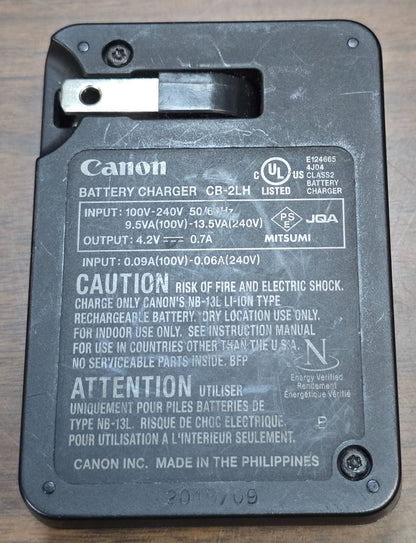 Canon
BATTERY CHARGER CB-2LH
INPUT: 100V-240V 50/60Hz
9.5VA(100V)-13.5VA(240V)
OUTPUT: 4.2V⎓ 0.7A
INPUT: 0.09A(100V)-0.06A(240V)
C UL US
LISTED
E124665
4J04
CLASS2
BATTERY
CHARGER
PSE JQA
MITSUMI
CAUTION RISK OF FIRE AND ELECTRIC SHOCK.
CHARGE ONLY CANON'S NB-13L LI-ION TYPE
RECHARGEABLE BATTERY. DRY LOCATION USE ONLY.
FOR INDOOR USE ONLY. SEE INSTRUCTION MANUAL
FOR USE IN COUNTRIES OTHER THAN THE U.S.A.
NO SERVICEABLE PARTS INSIDE. BFP
N
Energy Verified
Rendement
Énergétique Vérifié
ATTENTION UTILISER
UNIQUEMENT POUR PILES BATTERIES DE
TYPE NB-13L. RISQUE DE CHOC ELECTRIQUE.
POUR UTILISATION A L'INTERIEUR SEULEMENT.
CANON INC. MADE IN THE PHILIPPINES